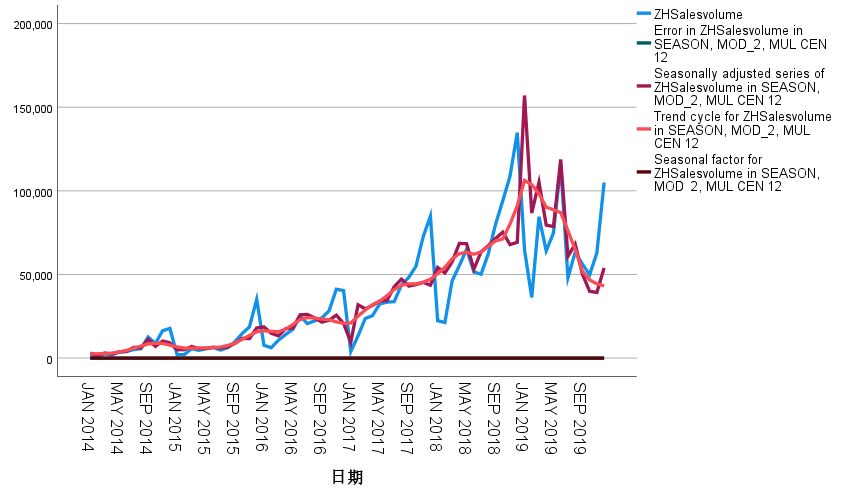 200,000
150,000
100,000
50,000
0
JAN 2014
MAY 2014
SEP 2014
JAN 2015
MAY 2015
SEP 2015
JAN 2016
MAY 2016
SEP 2016
JAN 2017
MAY 2017
SEP 2017
JAN 2018
MAY 2018
SEP 2018
JAN 2019
MAY 2019
SEP 2019
日期
ZHSalesvolume
Error in ZHSalesvolume in
SEASON, MOD_2, MUL CEN
12
Seasonally adjusted series of
ZHSalesvolume in SEASON,
MOD_2, MUL CEN 12
Trend cycle for ZHSalesvolume
in SEASON, MOD_2, MUL
CEN 12
Seasonal factor for
ZHSalesvolume in SEASON,
MOD_2, MUL CEN 12